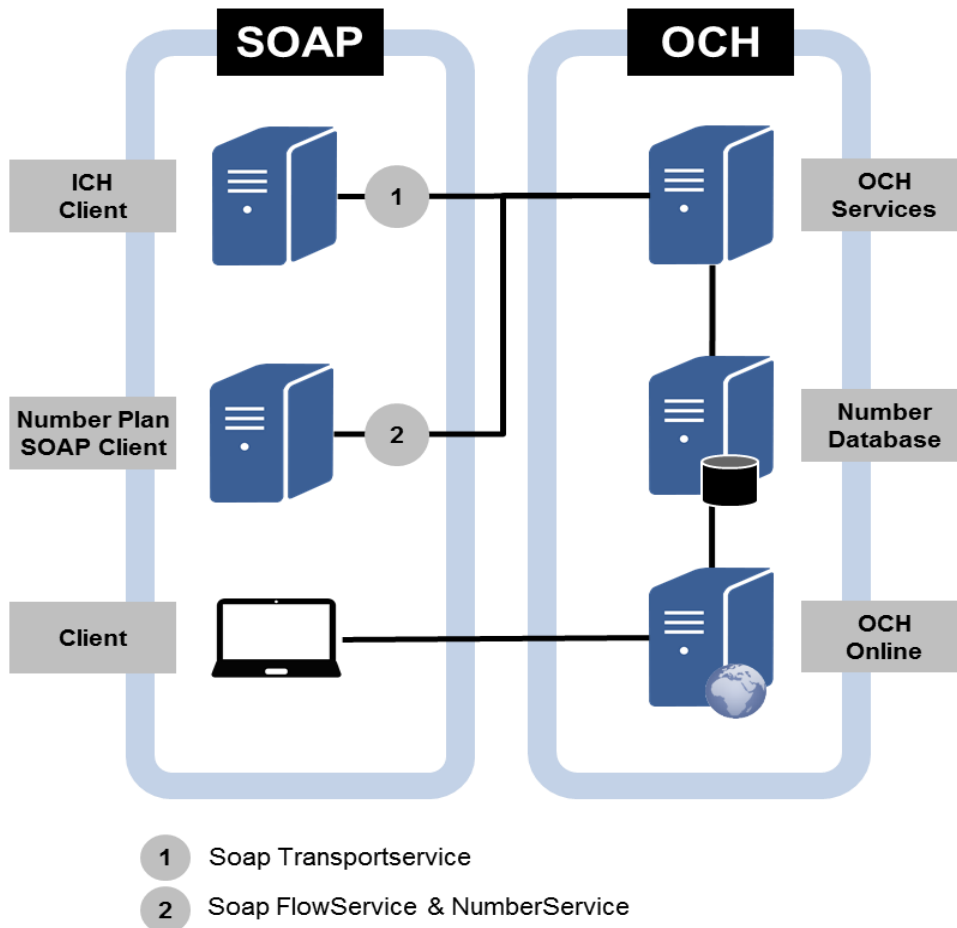 SOAP
OCH
ICH
Client
1
OCH
Services
Number Plan
SOAP Client
2
Number
Database
Client
OCH
Online
1 Soap Transportservice
2 Soap FlowService & NumberService